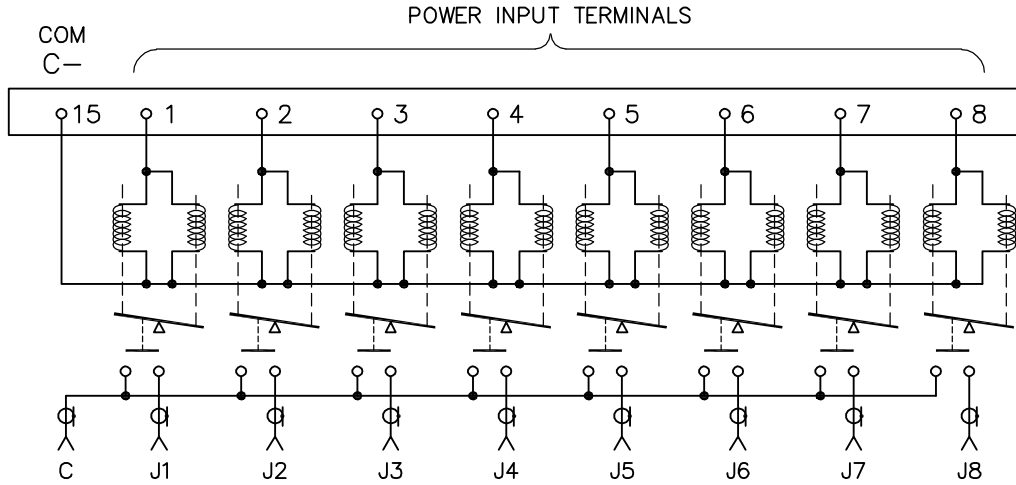 POWER INPUT TERMINALS
COM
C–
15 1 2 3 4 5 6 7 8
C J1 J2 J3 J4 J5 J6 J7 J8